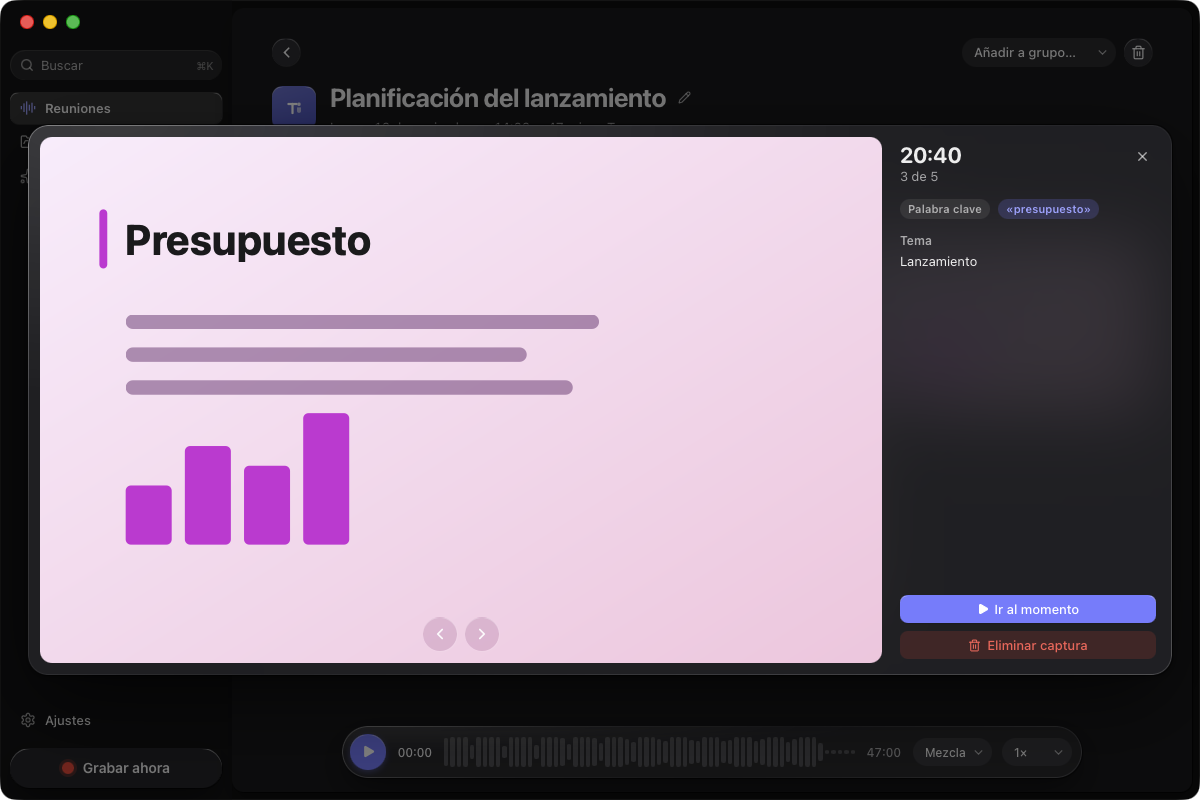 Buscar
⌘K
Reuniones
Ajustes
Grabar ahora
Añadir a grupo...
Planificación del lanzamiento
Presupuesto
20:40
3 de 5
Palabra clave
«presupuesto»
Tema
Lanzamiento
Ir al momento
Eliminar captura
00:00
47:00
Mezcla
1×